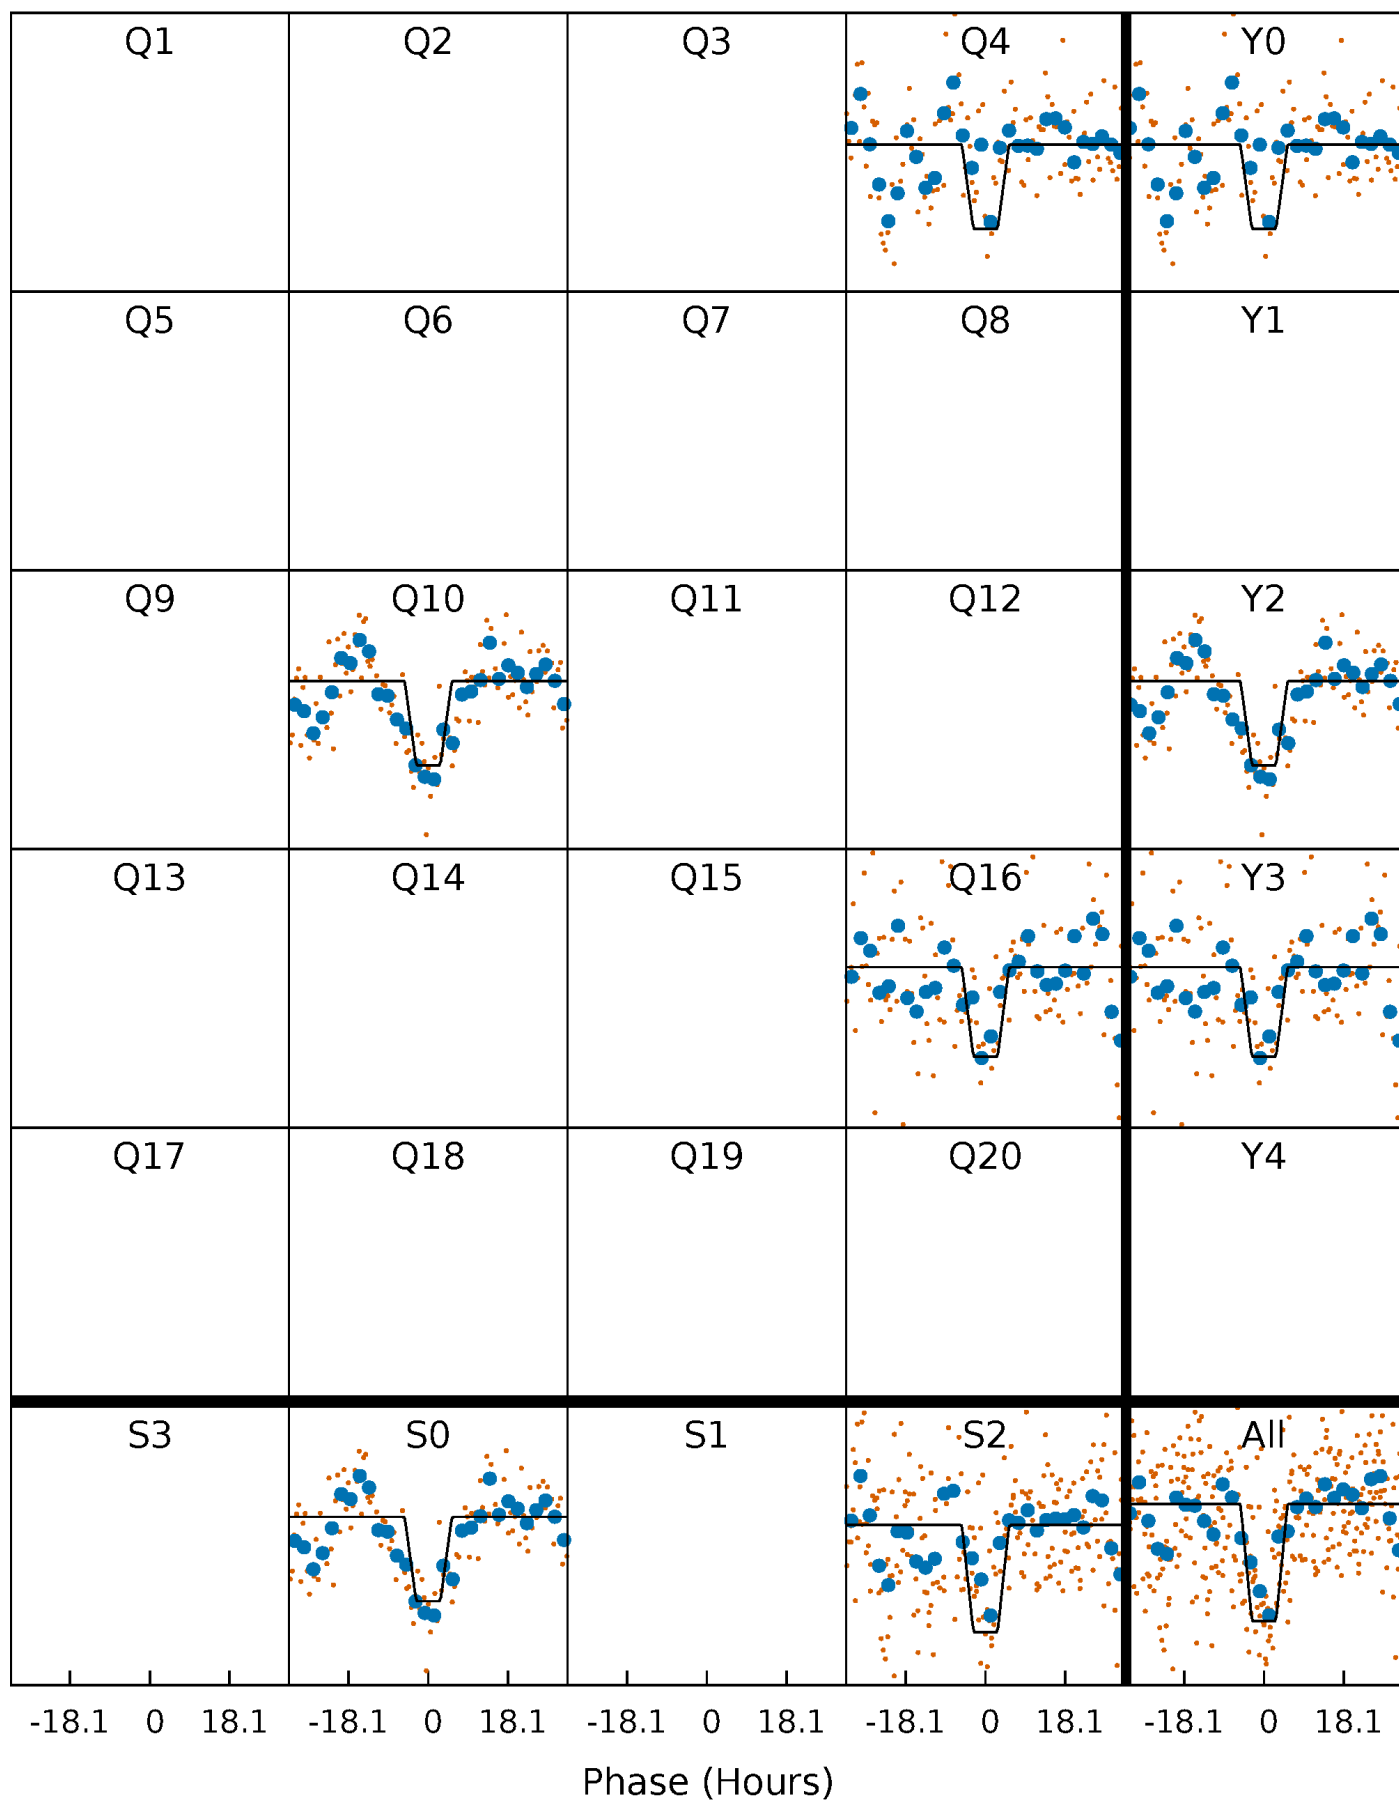 Q1 Q2 Q3 Q4 Y0
Q5 Q6 Q7 Q8 Y1
Q9 Q10 Q11 Q12 Y2
Q13 Q14 Q15 Q16 Y3
Q17 Q18 Q19 Q20 Y4
S3 S0 S1 S2 All
-18.1 0 18.1 -18.1 0 18.1 -18.1 0 18.1 -18.1 0 18.1 -18.1 0 18.1
Phase (Hours)